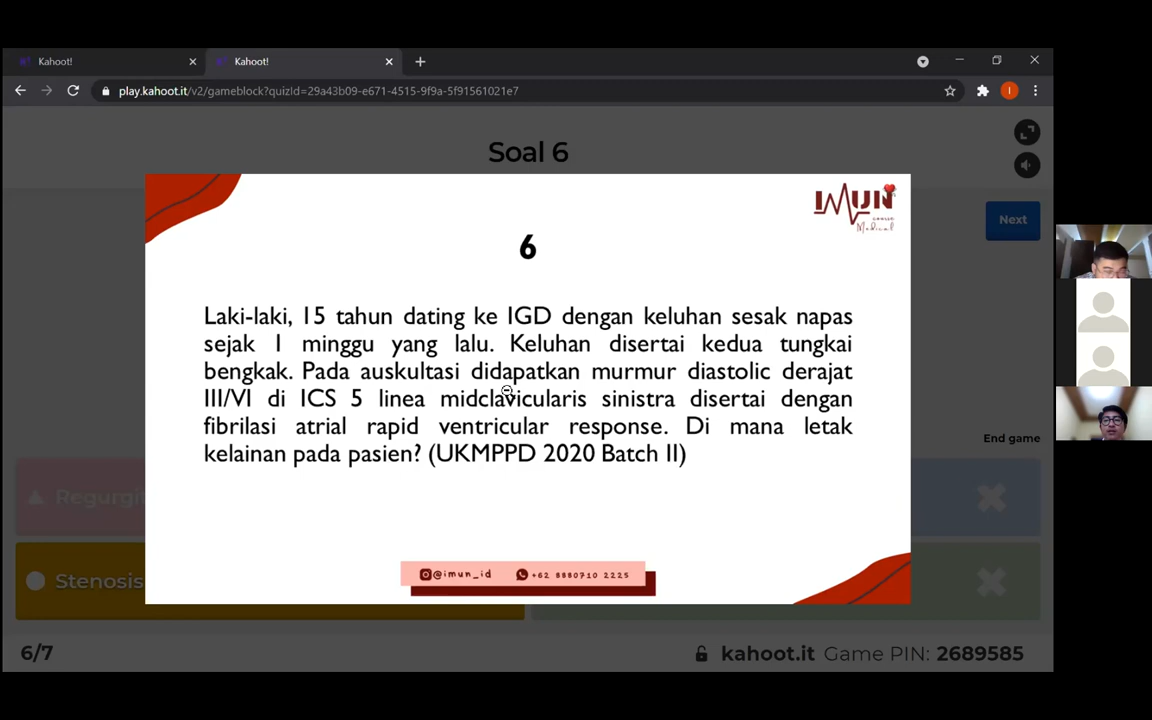 Kahoot!
Kahoot!
play.kahoot.it/v2/gameblock?quizId=29a43b09-e671-4515-9f9a-5f91561021e7
I
Soal 6
IMUN
Medical
Next
6
Laki-laki, 15 tahun dating ke IGD dengan keluhan sesak napas
sejak 1 minggu yang lalu. Keluhan disertai kedua tungkai
bengkak. Pada auskultasi didapatkan murmur diastolic derajat
III/VI di ICS 5 linea midclavicularis sinistra disertai dengan
fibrilasi atrial rapid ventricular response. Di mana letak
kelainan pada pasien? (UKMPPD 2020 Batch II)
End game
Regurgi
Stenosis
@imun_id +62 8880710 2225
6/7
kahoot.it Game PIN: 2689585